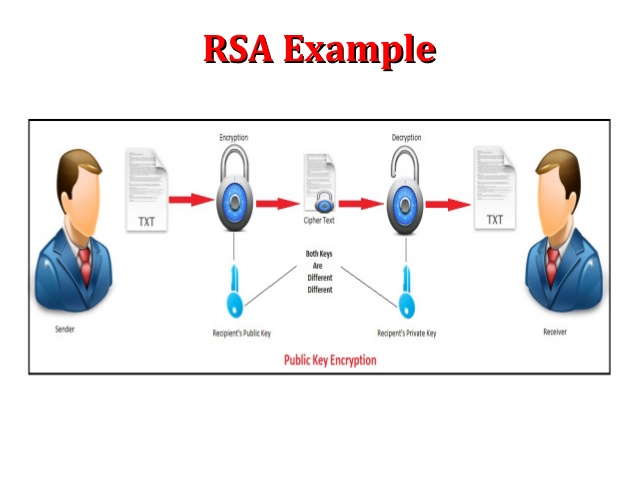 RSA Example
Encryption
Decryption
TXT
Cipher Text
TXT
Both Keys
Are
Different
Different
Sender
Recipient's Public Key
Recipent's Private Key
Receiver
Public Key Encryption